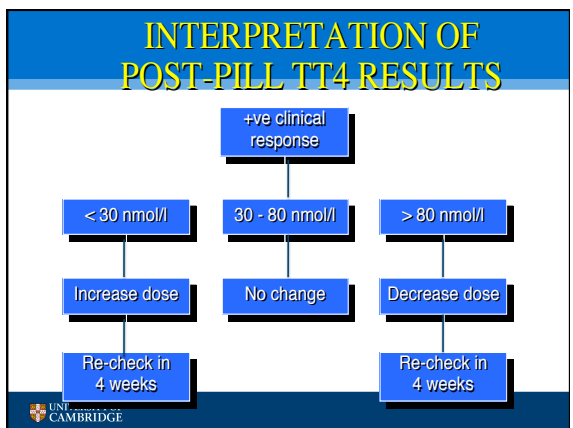 INTERPRETATION OF
POST-PILL TT4 RESULTS
+ve clinical
response
< 30 nmol/l
30 - 80 nmol/l
> 80 nmol/l
Increase dose
No change
Decrease dose
Re-check in
4 weeks
Re-check in
4 weeks
CAMBRIDGE